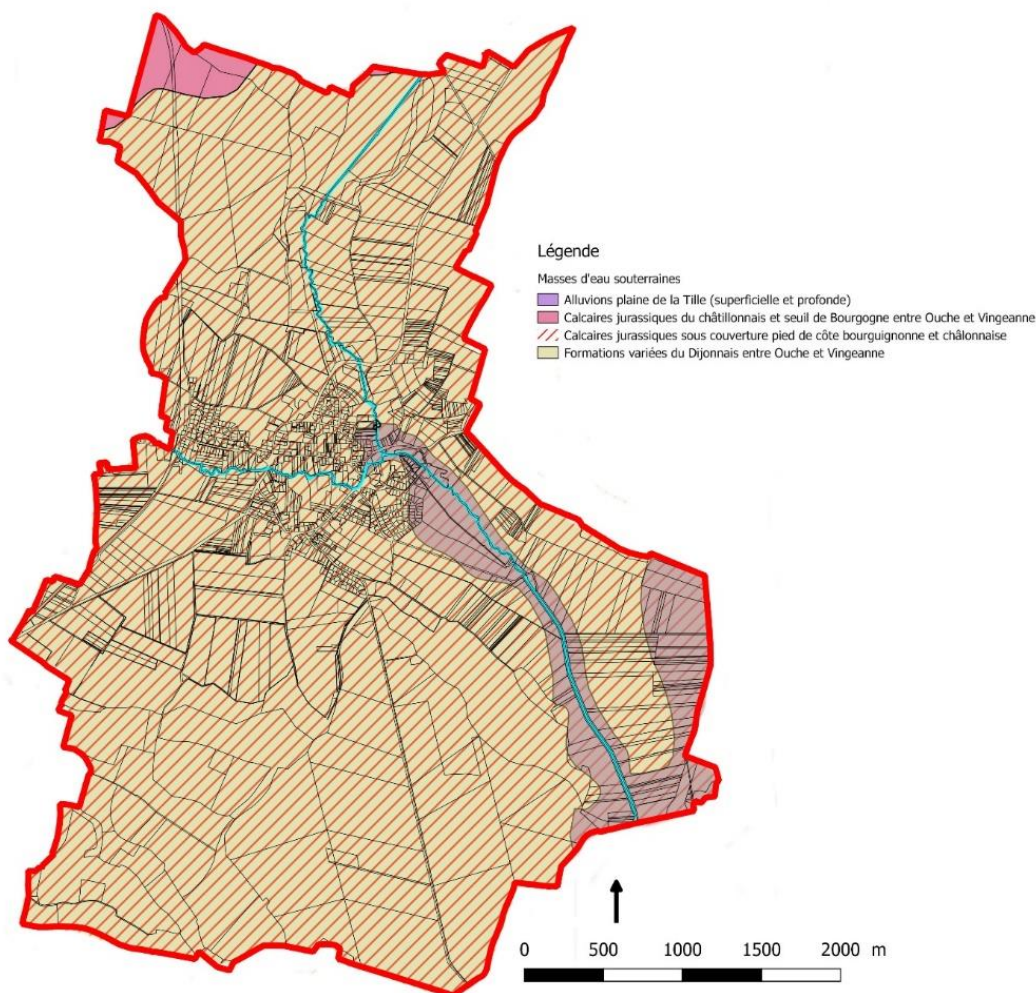 Légende
Masses d'eau souterraines
Alluvions plaine de la Tille (superficielle et profonde)
Calcaires jurassiques du châtillonnais et seuil de Bourgogne entre Ouche et Vingeanne
Calcaires jurassiques sous couverture pied de côte bourguignonne et châlonnaise
Formations variées du Dijonnais entre Ouche et Vingeanne
0 500 1000 1500 2000 m